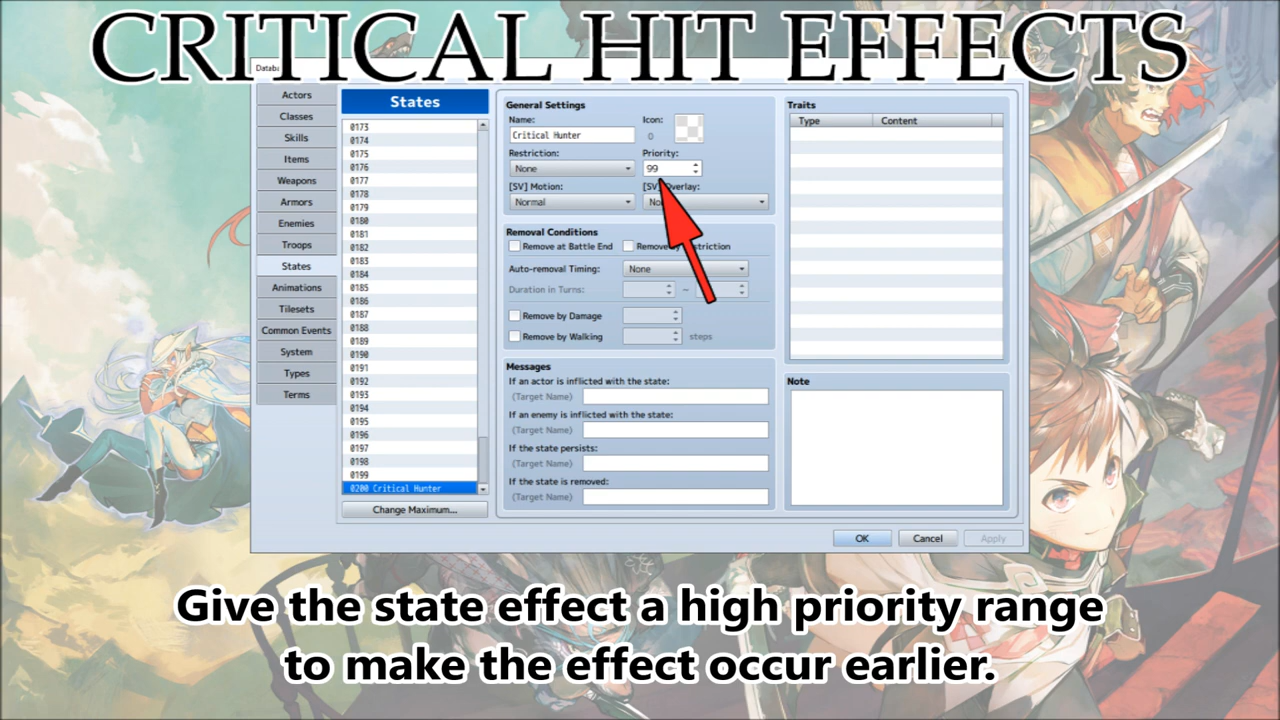 CRITICAL HIT EFFECTS
Databa
Actors
Classes
Skills
Items
Weapons
Armors
Enemies
Troops
States
Animations
Tilesets
Common Events
System
Types
Terms
States
0173
0174
0175
0176
0177
0178
0179
0180
0181
0182
0183
0184
0185
0186
0187
0188
0189
0190
0191
0192
0193
0194
0195
0196
0197
0198
0199
0200 Critical Hunter
Change Maximum...
General Settings
Name: Icon:
Critical Hunter 0
Restriction: Priority:
None 99
[SV] Motion: [SV] Overlay:
Normal
Removal Conditions
Remove at Battle End Remove
Auto-removal Timing: None
Duration in Turns: ~
Remove by Damage
Remove by Walking steps
Messages
If an actor is inflicted with the state:
(Target Name)
If an enemy is inflicted with the state:
(Target Name)
If the state persists:
(Target Name)
If the state is removed:
(Target Name)
Traits
Type Content
Note
OK Cancel Apply
Give the state effect a high priority range
to make the effect occur earlier.